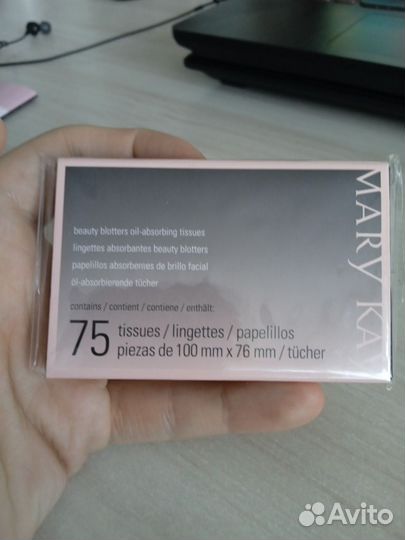 beauty blotters oil-absorbing tissues
lingettes absorbantes beauty blotters
papelillos absorbentes de brillo facial
öl-absorbierende tücher
contains / contient / contiene / enthält:
75 tissues / lingettes / papelillos
piezas de 100 mm x 76 mm / tücher
MARY KAY
Avito